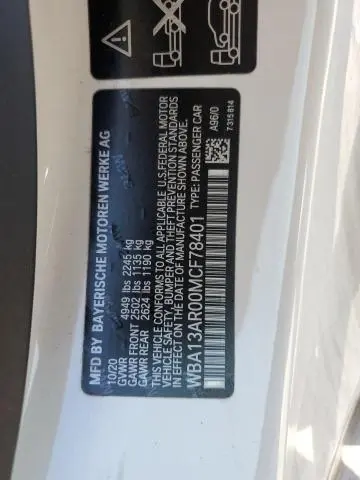 MFD BY BAYERISCHE MOTOREN WERKE AG
10/20
GVWR 4949 lbs 2245 kg
GAWR FRONT 2502 lbs 1135 kg
GAWR REAR 2624 lbs 1190 kg
THIS VEHICLE CONFORMS TO ALL APPLICABLE U.S.FEDERAL MOTOR
VEHICLE SAFETY, BUMPER AND THEFT PREVENTION STANDARDS
IN EFFECT ON THE DATE OF MANUFACTURE SHOWN ABOVE.
WBA13AR00MCF78401 TYPE: PASSENGER CAR
A96/0
7 315 814